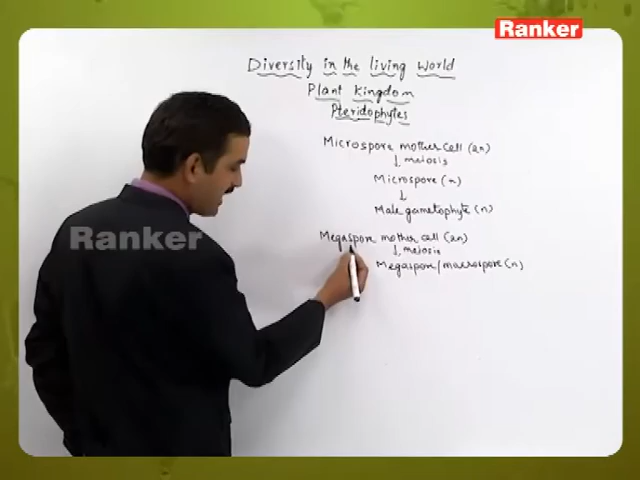 Ranker
Diversity in the living world
Plant kingdom
Pteridophytes
Microspore mother cell (2n)
↓ meiosis
Microspore (n)
↓
Male gametophyte (n)
Megaspore mother cell (2n)
↓ meiosis
Megaspore/macrospore (n)
Ranker